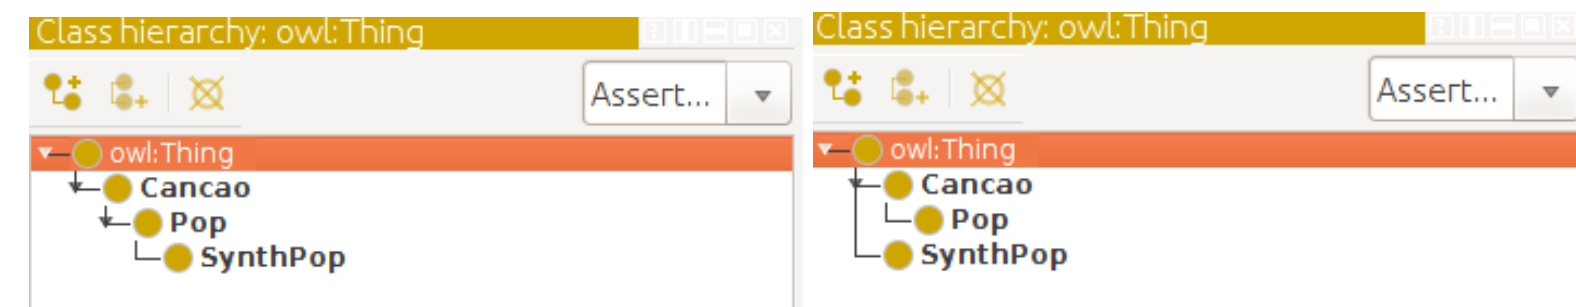 Class hierarchy: owl:Thing
Assert...
owl:Thing
Cancao
Pop
SynthPop
Class hierarchy: owl:Thing
Assert...
owl:Thing
Cancao
Pop
SynthPop